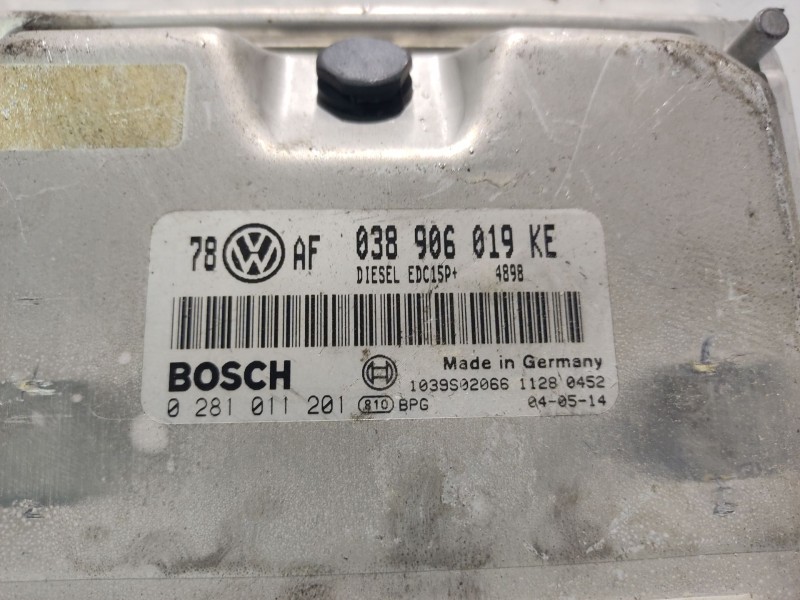 78 VW AF 038 906 019 KE
DIESEL EDC15P+ 4898
BOSCH Made in Germany
1039S02066 1128 0452
0 281 011 201 810 BPG 04-05-14